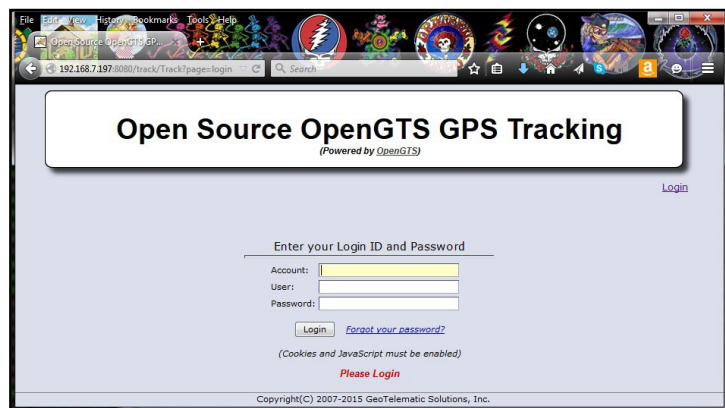 File Edit View History Bookmarks Tools Help
Open Source OpenGTS GP...
192.168.7.197:8080/track/Track?page=login
Search
Open Source OpenGTS GPS Tracking
(Powered by OpenGTS)
Login
Enter your Login ID and Password
Account:
User:
Password:
Login Forgot your password?
(Cookies and JavaScript must be enabled)
Please Login
Copyright(C) 2007-2015 GeoTelematic Solutions, Inc.